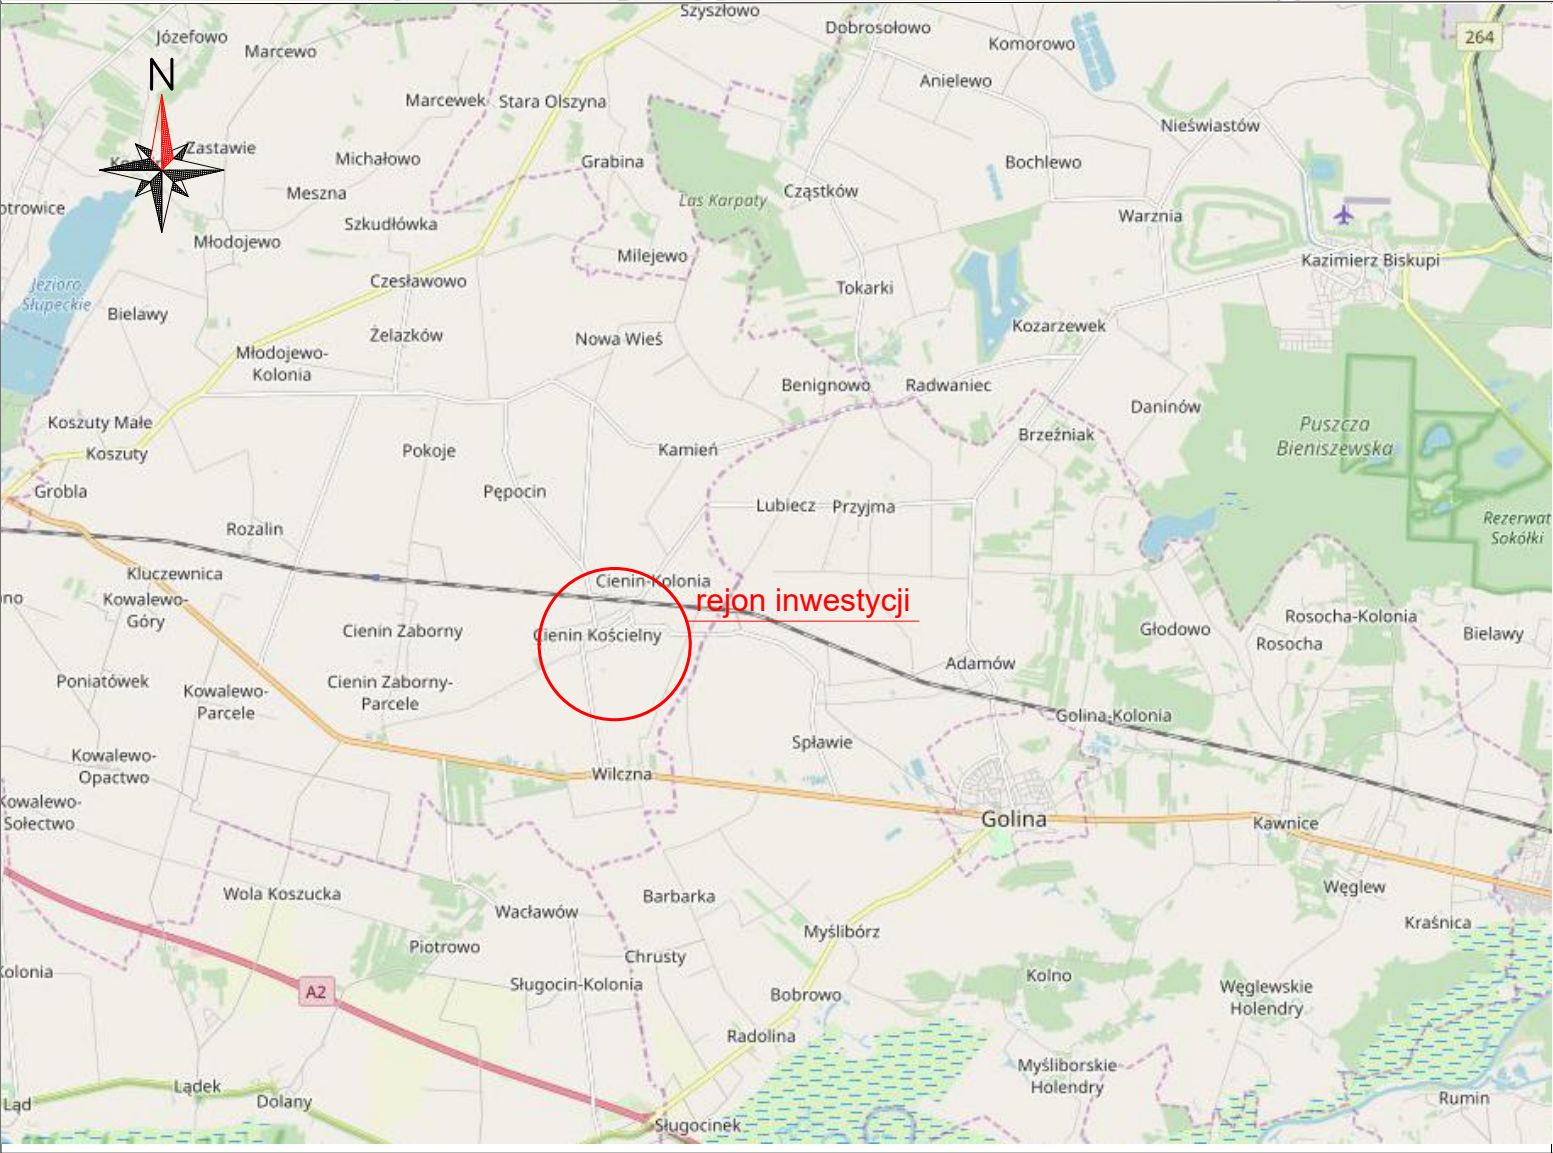 Szyszłowo
Józefowo
Dobrosołowo
264
Marcewo
Komorowo
N
Anielewo
Marcewek
Stara Olszyna
Nieświastów
Zastawie
Michałowo
Grabina
Bochlewo
Meszna
Las Karpaty
Cząstków
otrowice
Szkudłówka
Warznia
Młodojewo
Milejewo
Kazimierz Biskupi
Jezioro
Słupeckie
Czesławowo
Tokarki
Bielawy
Żelazków
Nowa Wieś
Kozarzewek
Młodojewo-
Kolonia
Benignowo
Radwaniec
Daninów
Koszuty Małe
Puszcza
Bieniszewska
Brzeźniak
Koszuty
Pokoje
Kamień
Grobla
Pępocin
Lubiecz
Przyjma
Rezerwat
Sokółki
Rozalin
Kluczewnica
Cienin-Kolonia
no
Kowalewo-
Góry
rejon inwestycji
Cienin Zaborny
Cienin Kościelny
Głodowo
Rosocha-Kolonia
Rosocha
Bielawy
Adamów
Poniatówek
Kowalewo-
Parcele
Cienin Zaborny-
Parcele
Golina-Kolonia
Spławie
Kowalewo-
Opactwo
Wilczna
Kowalewo-
Sołectwo
Golina
Kawnice
Wola Koszucka
Barbarka
Węglew
Wacławów
Myślibórz
Kraśnica
Piotrowo
Chrusty
Kolonia
A2
Sługocin-Kolonia
Bobrowo
Kolno
Węglewskie
Holendry
Radolina
Myśliborskie
Holendry
Lądek
Ląd
Dolany
Rumin
Sługocinek